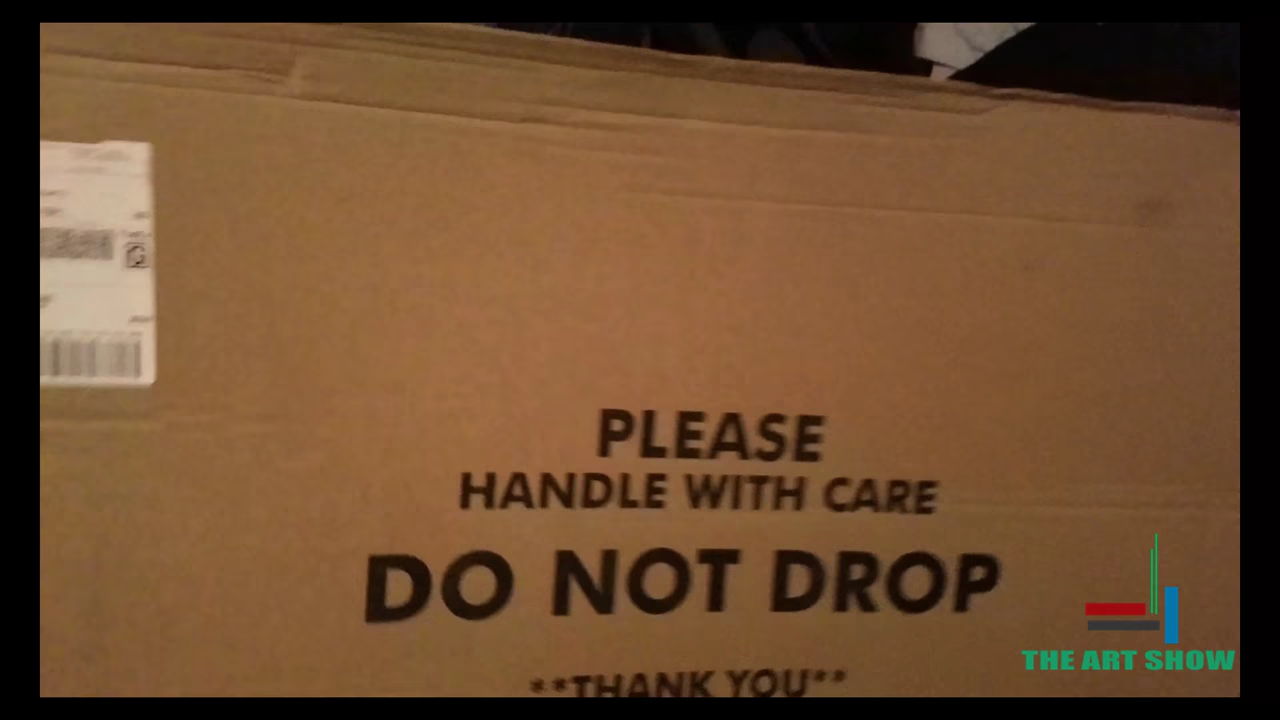 PLEASE
HANDLE WITH CARE
DO NOT DROP
**THANK YOU**
THE ART SHOW